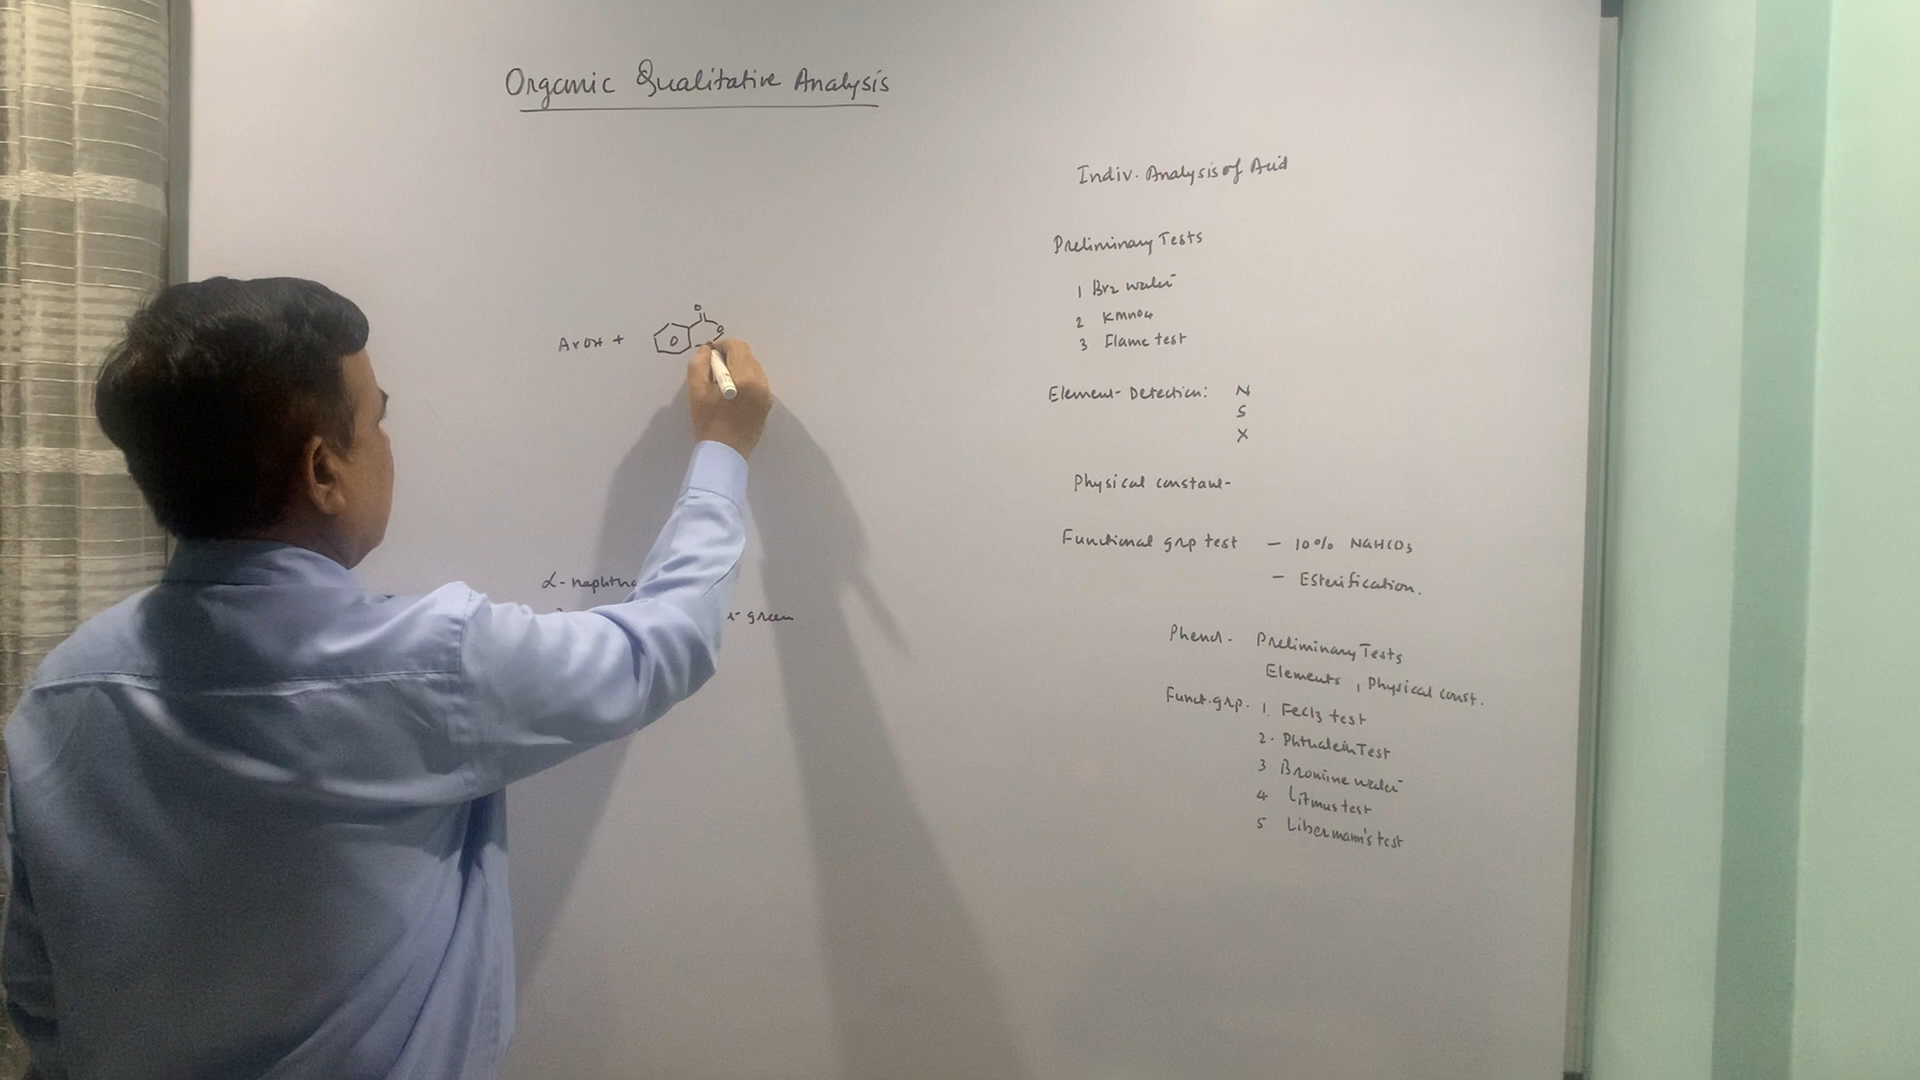 Organic Qualitative Analysis
ArOH +
O
O
α-naphtho
- green
Indiv. Analysis of Acid
Preliminary Tests
1 Br2 water
2 KMnO4
3 Flame test
Element Detection: N
S
X
Physical constant-
Functional grp test - 10% NaHCO3
- Esterification.
Phenol. Preliminary Tests
Elements, Physical const.
Funct.grp. 1. FeCl3 test
2. Phthalein Test
3 Bromine water
4 Litmus test
5 Libermann's test